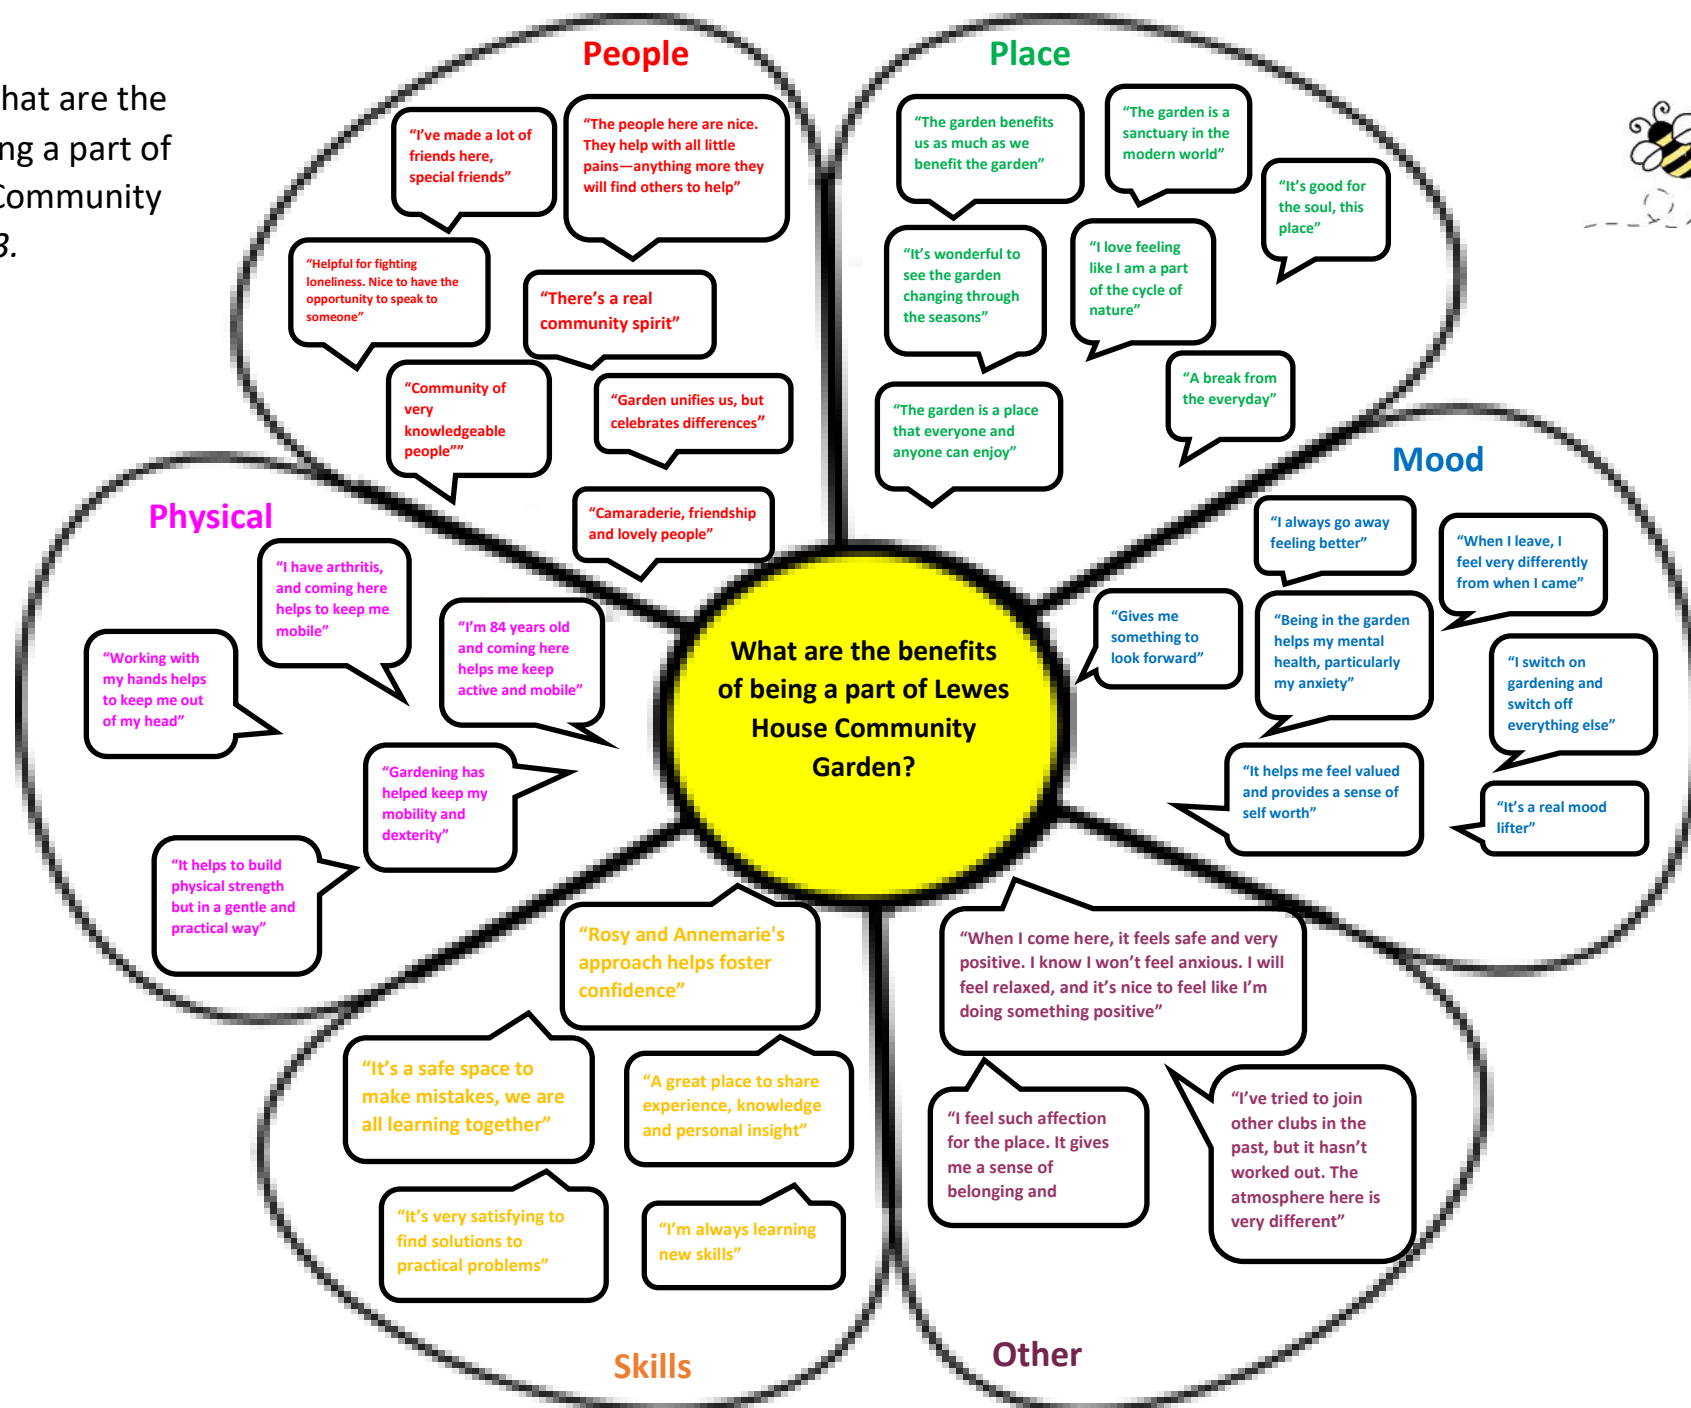 hat are the
ng a part of
Community
3.
People
“I’ve made a lot of
friends here,
special friends”
“The people here are nice.
They help with all little
pains—anything more they
will find others to help”
“Helpful for fighting
loneliness. Nice to have the
opportunity to speak to
someone”
“There’s a real
community spirit”
“Community of
very
knowledgeable
people””
“Garden unifies us, but
celebrates differences”
“Camaraderie, friendship
and lovely people”
Place
“The garden benefits
us as much as we
benefit the garden”
“The garden is a
sanctuary in the
modern world”
“It’s good for
the soul, this
place”
“It’s wonderful to
see the garden
changing through
the seasons”
“I love feeling
like I am a part
of the cycle of
nature”
“A break from
the everyday”
“The garden is a place
that everyone and
anyone can enjoy”
Mood
“I always go away
feeling better”
“When I leave, I
feel very differently
from when I came”
“Gives me
something to
look forward”
“Being in the garden
helps my mental
health, particularly
my anxiety”
“I switch on
gardening and
switch off
everything else”
“It helps me feel valued
and provides a sense of
self worth”
“It’s a real mood
lifter”
Physical
“I have arthritis,
and coming here
helps to keep me
mobile”
“Working with
my hands helps
to keep me out
of my head”
“I’m 84 years old
and coming here
helps me keep
active and mobile”
“Gardening has
helped keep my
mobility and
dexterity”
“It helps to build
physical strength
but in a gentle and
practical way”
What are the benefits
of being a part of Lewes
House Community
Garden?
“Rosy and Annemarie's
approach helps foster
confidence”
“It’s a safe space to
make mistakes, we are
all learning together”
“A great place to share
experience, knowledge
and personal insight”
“It’s very satisfying to
find solutions to
practical problems”
“I’m always learning
new skills”
Skills
“When I come here, it feels safe and very
positive. I know I won’t feel anxious. I will
feel relaxed, and it’s nice to feel like I’m
doing something positive”
“I feel such affection
for the place. It gives
me a sense of
belonging and
“I’ve tried to join
other clubs in the
past, but it hasn’t
worked out. The
atmosphere here is
very different”
Other